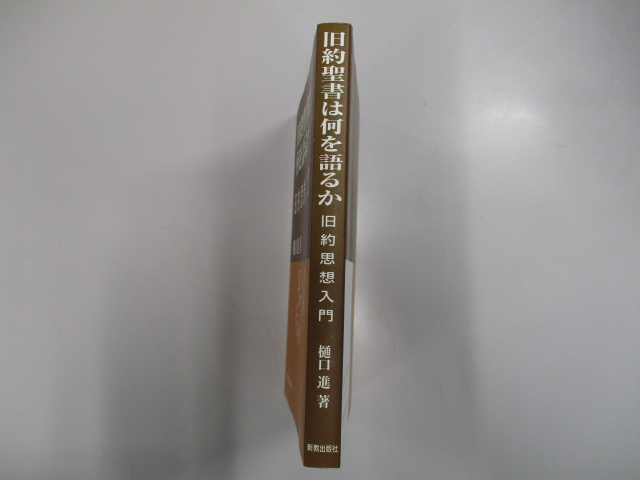 旧約聖書は何を語るか
旧約思想入門
樋口 進 著
新教出版社